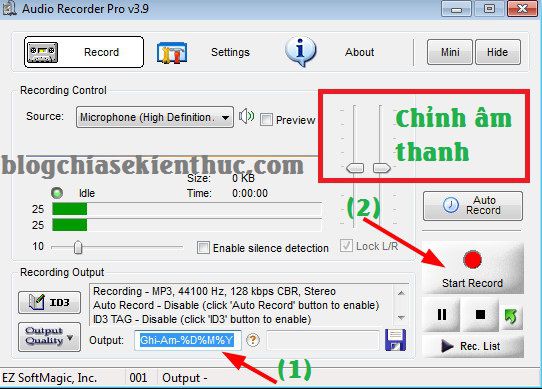 Audio Recorder Pro v3.9
Record
Settings
About
Mini
Hide
Recording Control
Source:
Microphone (High Definition.
Preview
Chỉnh âm
thanh
blogchiasekienthuc.com
Size: 0 KB
Idle
Time: 0:00:00
25
25
(2)
Auto
Record
10
Enable silence detection
Lock L/R
Start Record
Recording Output
ID3
Recording - MP3, 44100 Hz, 128 kbps CBR, Stereo
Auto Record - Disable (click 'Auto Record' button to enable)
ID3 TAG - Disable (click 'ID3' button to enable)
Output
Quality
Output:
Ghi-Am-%D%M%Y
?
Rec. List
(1)
EZ SoftMagic, Inc.
001
Output -